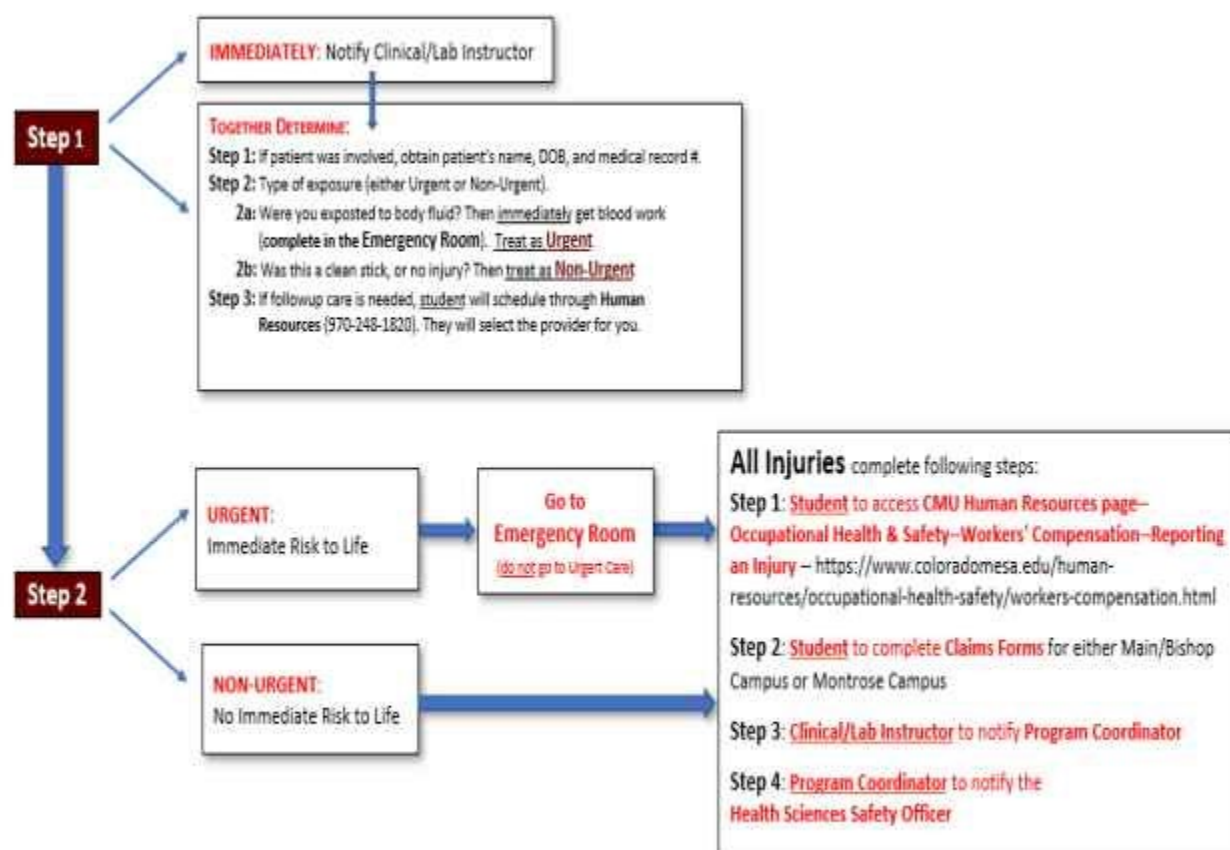 IMMEDIATELY: Notify Clinical/Lab Instructor
Step 1
TOGETHER DETERMINE:
Step 1: If patient was involved, obtain patient's name, DOB, and medical record #.
Step 2: Type of exposure (either Urgent or Non-Urgent).
2a: Were you exposted to body fluid? Then immediately get blood work
(complete in the Emergency Room). Treat as Urgent
2b: Was this a clean stick, or no injury? Then treat as Non-Urgent
Step 3: If followup care is needed, student will schedule through Human
Resources (970-248-1820). They will select the provider for you.
Step 2
URGENT:
Immediate Risk to Life
Go to
Emergency Room
(do not go to Urgert Care)
NON-URGENT:
No Immediate Risk to Life
All Injuries complete following steps:
Step 1: Student to access CMU Human Resources page--
Occupational Health & Safety--Workers' Compensation--Reporting
an Injury – https://www.coloradomesa.edu/human-
resources/occupational-health-safety/workers-compensation.html
Step 2: Student to complete Claims Forms for either Main/Bishop
Campus or Montrose Campus
Step 3: Clinical/Lab Instructor to notify Program Coordinator
Step 4: Program Coordinator to notify the
Health Sciences Safety Officer